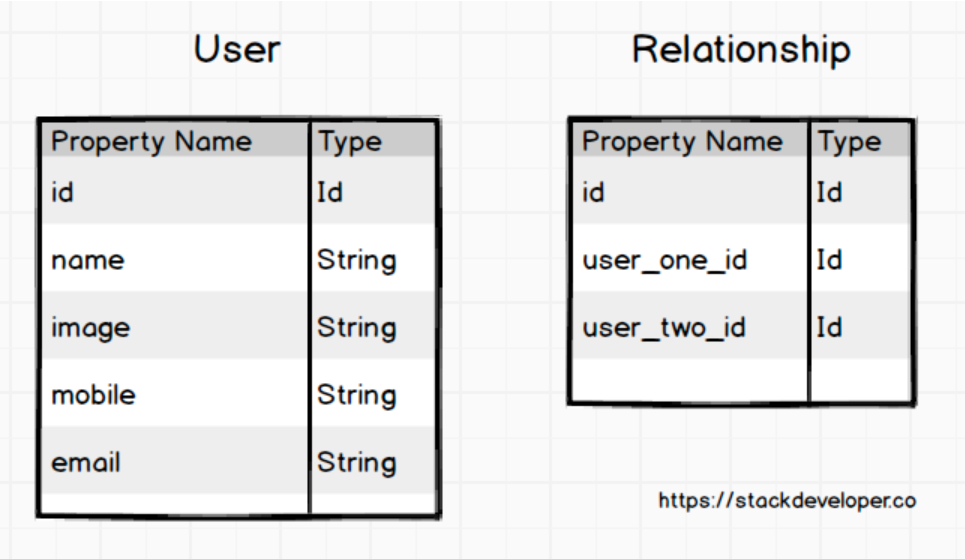 User
Property Name Type
id Id
name String
image String
mobile String
email String
Relationship
Property Name Type
id Id
user_one_id Id
user_two_id Id
https://stackdeveloper.co